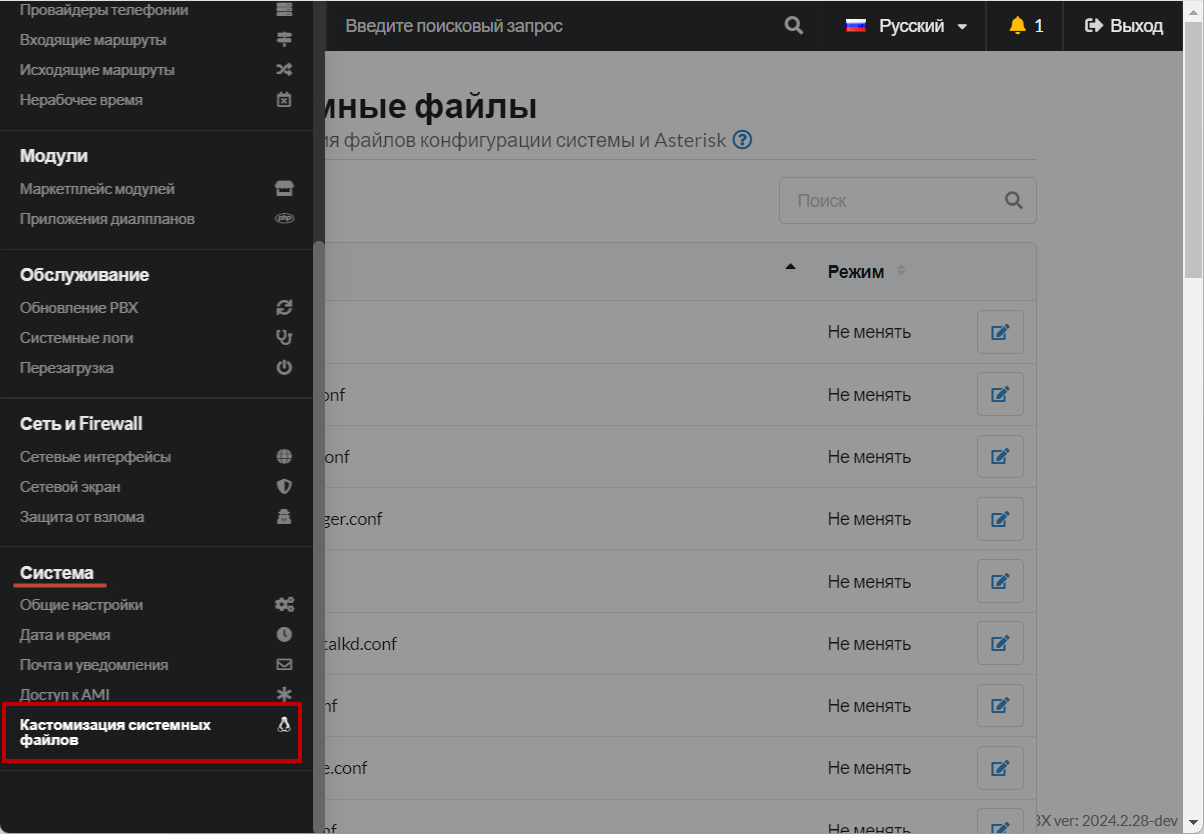 Провайдеры телефонии
Входящие маршруты
Исходящие маршруты
Нерабочее время
Модули
Маркетплейс модулей
Приложения диалпланов
php
Обслуживание
Обновление PBX
Системные логи
Перезагрузка
Сеть и Firewall
Сетевые интерфейсы
Сетевой экран
Защита от взлома
Система
Общие настройки
Дата и время
Почта и уведомления
Доступ к AMI
Кастомизация системных
файлов
Введите поисковый запрос
Русский
1
Выход
мные файлы
ия файлов конфигурации системы и Asterisk ?
Поиск
Режим
Не менять
onf Не менять
onf Не менять
ger.conf Не менять
Не менять
talkd.conf Не менять
nf Не менять
e.conf Не менять
nf Не менять
BX ver: 2024.2.28-dev